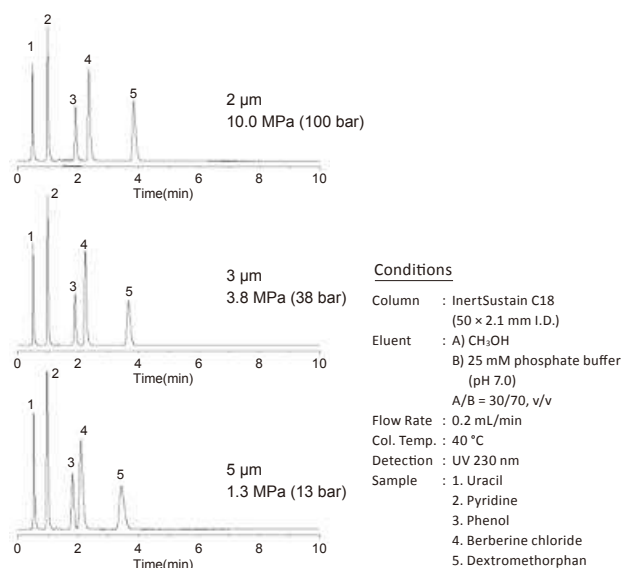 1
2
3
4
5
2 µm
10.0 MPa (100 bar)
0 2 4 6 8 10
Time(min)
1
2
3
4
5
3 µm
3.8 MPa (38 bar)
0 2 4 6 8 10
Time(min)
1
2
3
4
5
5 µm
1.3 MPa (13 bar)
0 2 4 6 8 10
Time(min)
Conditions
Column : InertSustain C18
(50 × 2.1 mm I.D.)
Eluent : A) CH₃OH
B) 25 mM phosphate buffer
(pH 7.0)
A/B = 30/70, v/v
Flow Rate : 0.2 mL/min
Col. Temp. : 40 °C
Detection : UV 230 nm
Sample : 1. Uracil
2. Pyridine
3. Phenol
4. Berberine chloride
5. Dextromethorphan